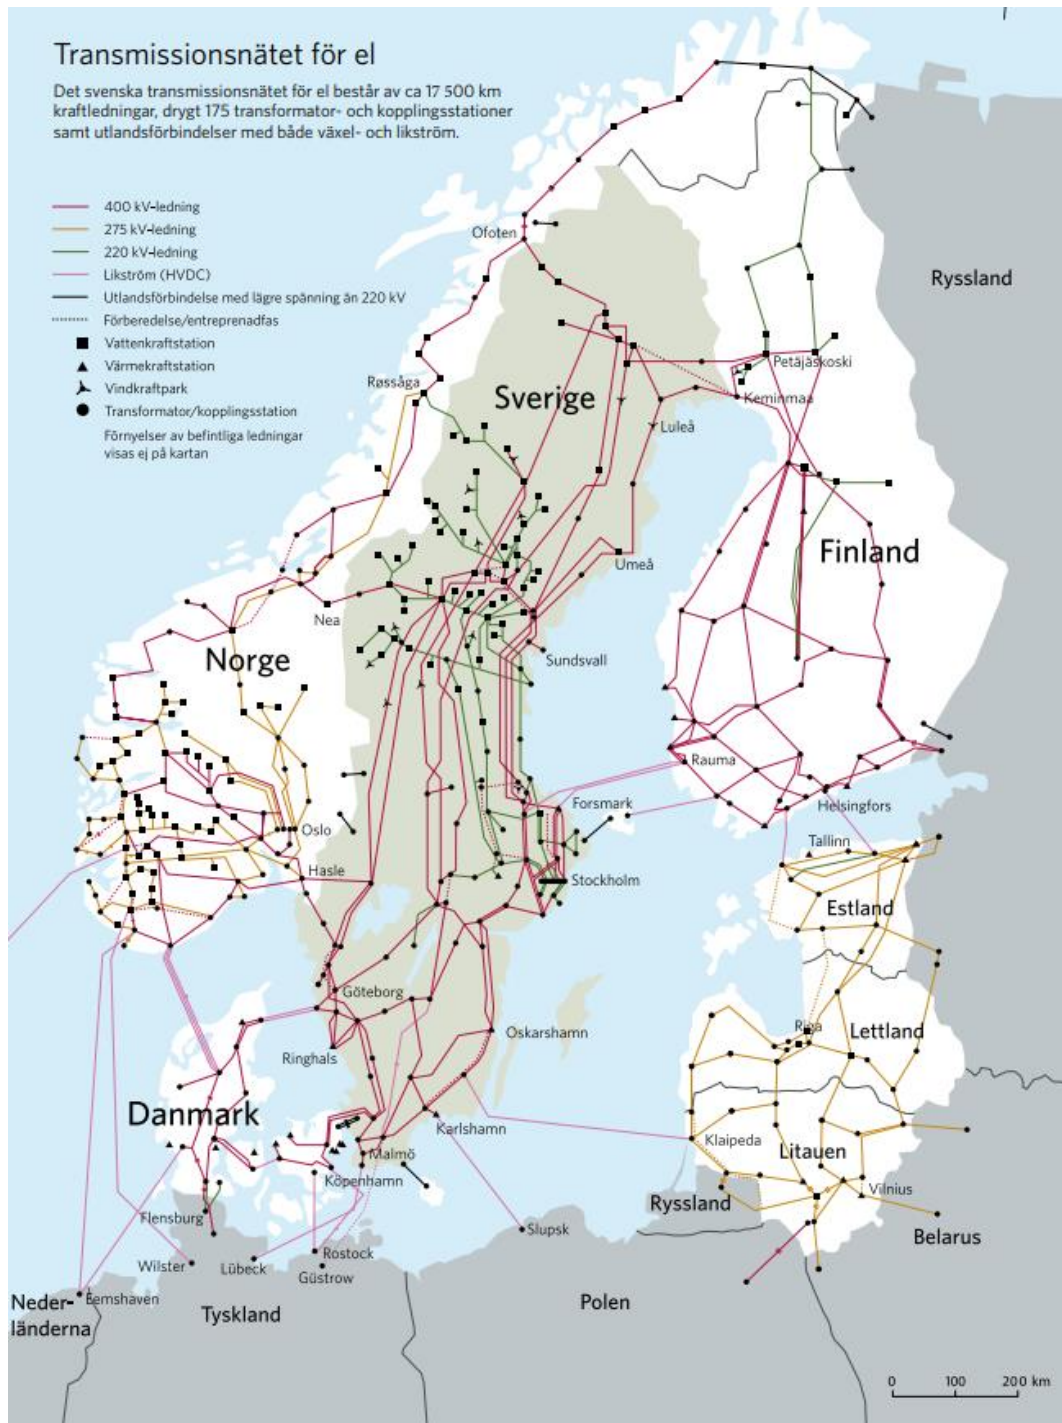 Transmissionsnätet för el
Det svenska transmissionsnätet för el består av ca 17 500 km
kraftledningar, drygt 175 transformator- och kopplingsstationer
samt utlandsförbindelser med både växel- och likström.
400 kV-ledning
275 kV-ledning
220 kV-ledning
Likström (HVDC)
Utlandsförbindelse med lägre spänning än 220 kV
Förberedelse/entreprenadfas
Vattenkraftstation
Värmekraftstation
Vindkraftpark
Transformator/kopplingsstation
Förnyelser av befintliga ledningar
visas ej på kartan
Ofoten
Ryssland
Petäjäskoski
Røssåga
Sverige
Keminmaa
Luleå
Finland
Umeå
Nea
Norge
Sundsvall
Rauma
Forsmark
Helsingfors
Oslo
Tallinn
Hasle
Stockholm
Estland
Göteborg
Riga
Lettland
Oskarshamn
Ringhals
Danmark
Karlshamn
Klaipeda
Litauen
Malmö
Köpenhamn
Vilnius
Ryssland
Flensburg
Slupsk
Belarus
Wilster
Lübeck
Rostock
Güstrow
Eemshaven
Neder-
länderna
Tyskland
Polen
0 100 200 km